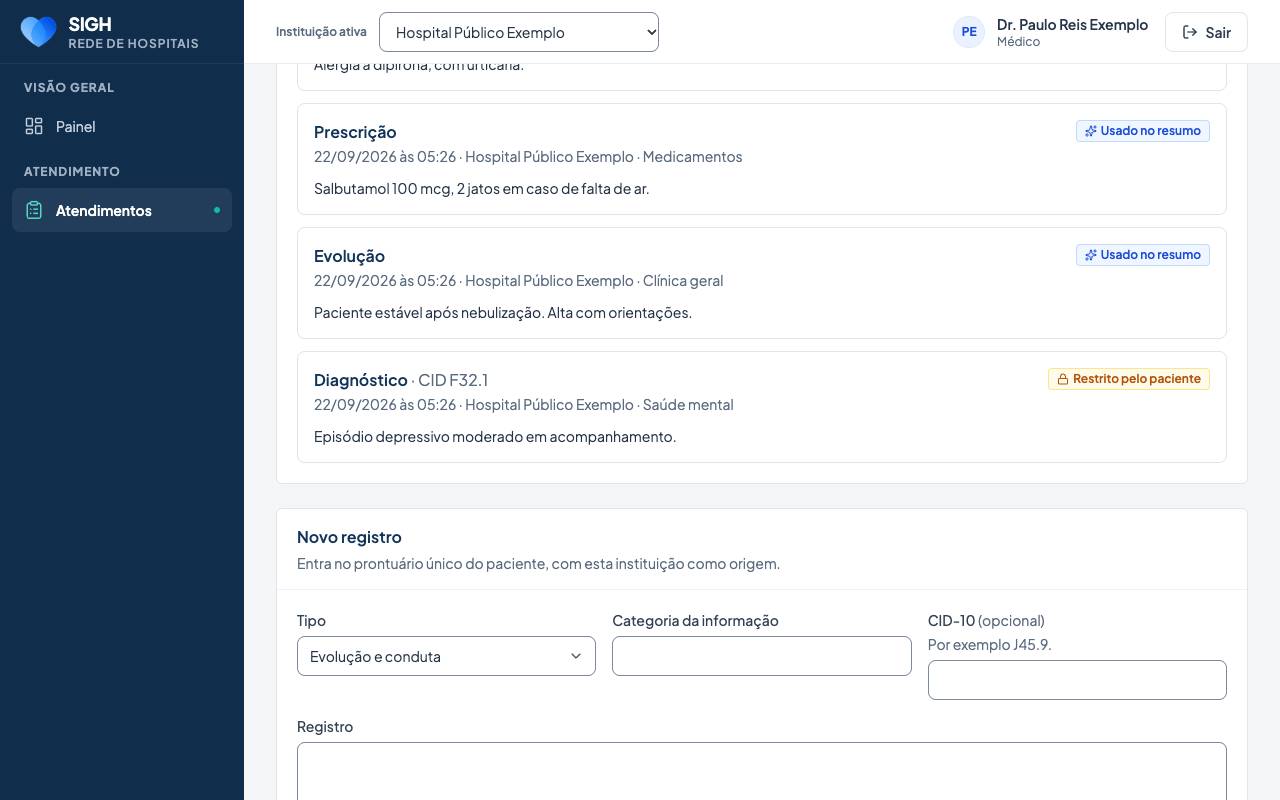 SIGH
REDE DE HOSPITAIS
VISÃO GERAL
Painel
ATENDIMENTO
Atendimentos
Instituição ativa
Hospital Público Exemplo
PE
Dr. Paulo Reis Exemplo
Médico
Sair
Alergia a dipirona, com urticária.
Prescrição
Usado no resumo
22/09/2026 às 05:26 · Hospital Público Exemplo · Medicamentos
Salbutamol 100 mcg, 2 jatos em caso de falta de ar.
Evolução
Usado no resumo
22/09/2026 às 05:26 · Hospital Público Exemplo · Clínica geral
Paciente estável após nebulização. Alta com orientações.
Diagnóstico · CID F32.1
Restrito pelo paciente
22/09/2026 às 05:26 · Hospital Público Exemplo · Saúde mental
Episódio depressivo moderado em acompanhamento.
Novo registro
Entra no prontuário único do paciente, com esta instituição como origem.
Tipo
Evolução e conduta
Categoria da informação
CID-10 (opcional)
Por exemplo J45.9.
Registro